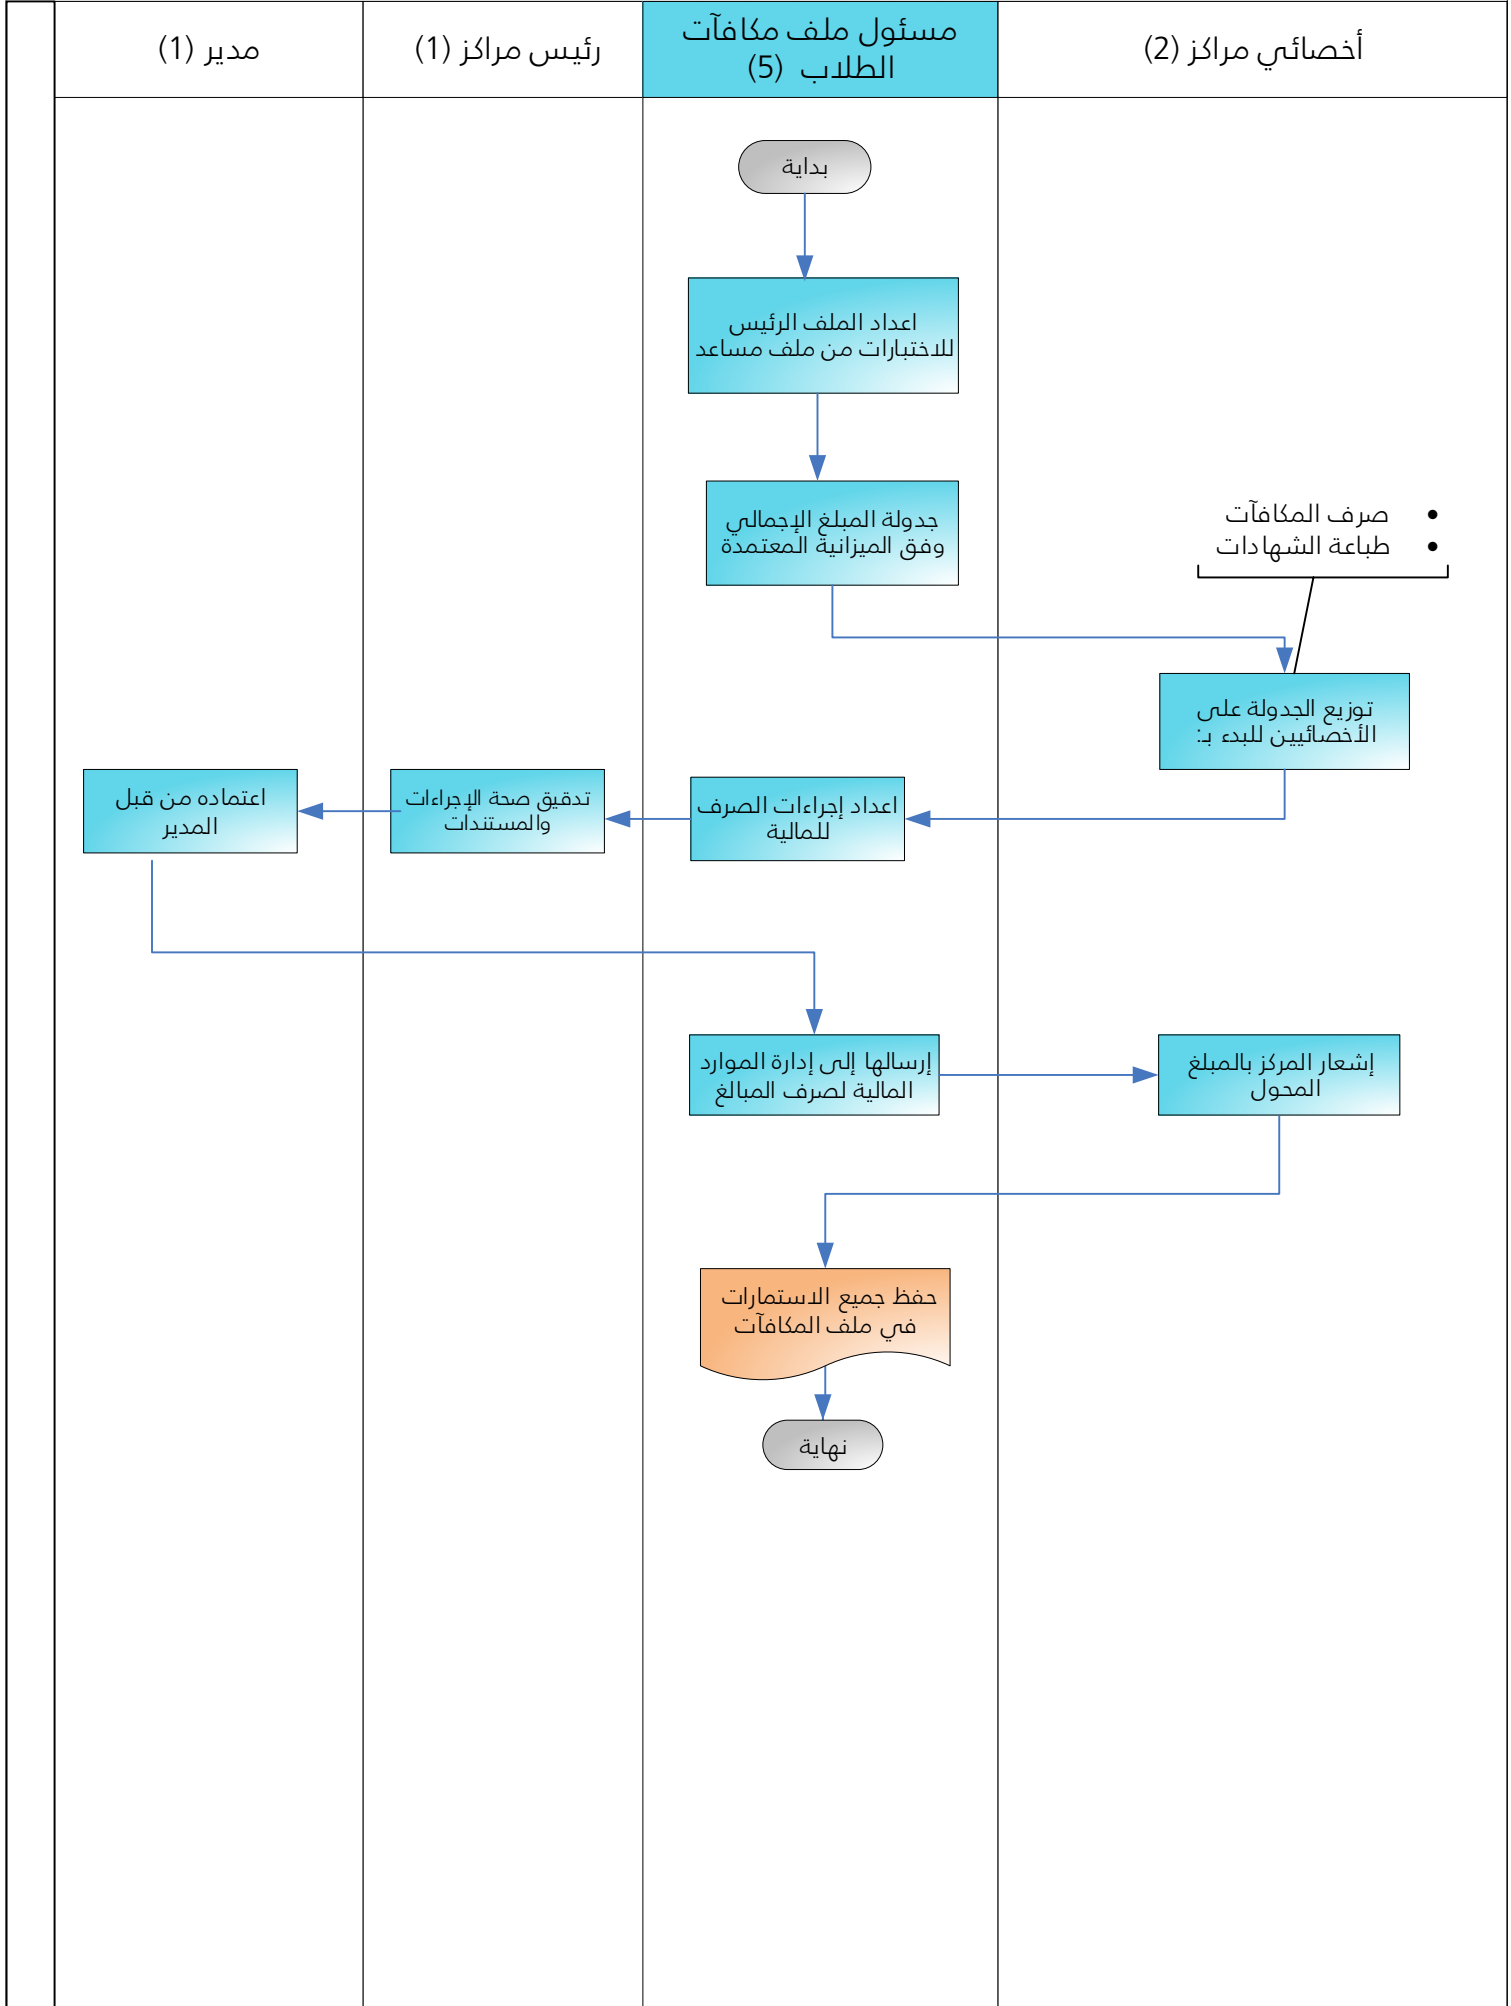 أخصائي مراكز (2)
مسئول ملف مكافآت
الطلاب (5)
رئيس مراكز (1)
مدير (1)
بداية
اعداد الملف الرئيس
للاختبارات من ملف مساعد
جدولة المبلغ الإجمالي
وفق الميزانية المعتمدة
• صرف المكافآت
• طباعة الشهادات
توزيع الجدولة على
الأخصائيين للبدء بـ:
اعداد إجراءات الصرف
للمالية
تدقيق صحة الإجراءات
والمستندات
اعتماده من قبل
المدير
إرسالها إلى إدارة الموارد
المالية لصرف المبالغ
إشعار المركز بالمبلغ
المحول
حفظ جميع الاستمارات
في ملف المكافآت
نهاية